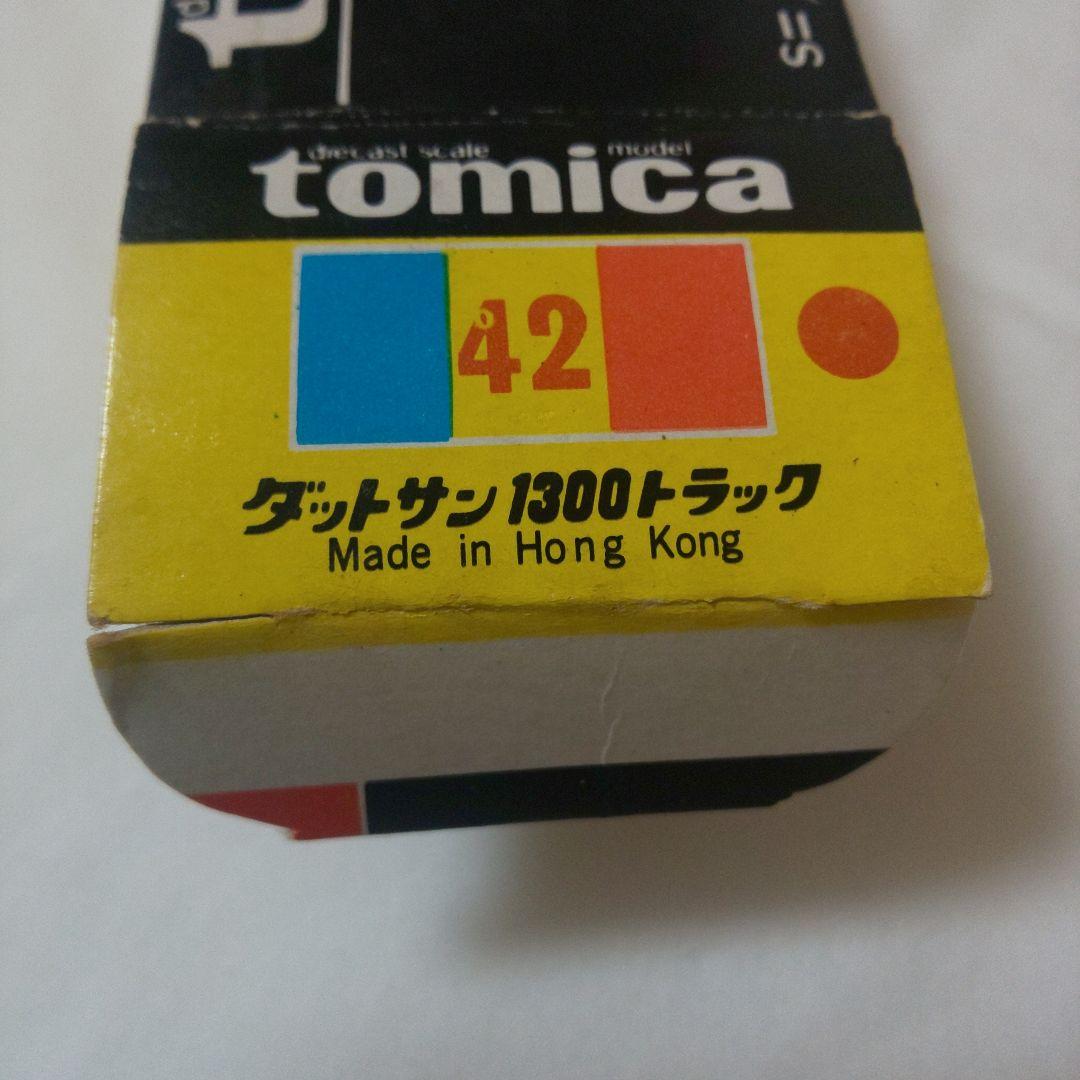 t
d
S=
diecast scale model
tomica
42
ダットサン1300トラック
Made in Hong Kong